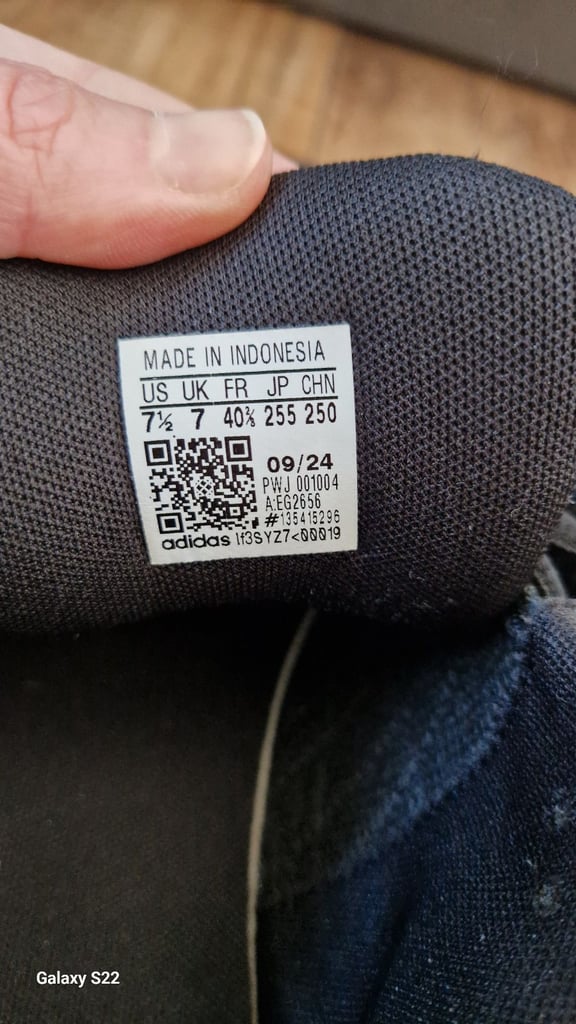 MADE IN INDONESIA
US UK FR JP CHN
7½ 7 40⅔ 255 250
09/24
PWJ 001004
A:EG2656
#135415296
adidas lf3SYZ7<00019
Galaxy S22